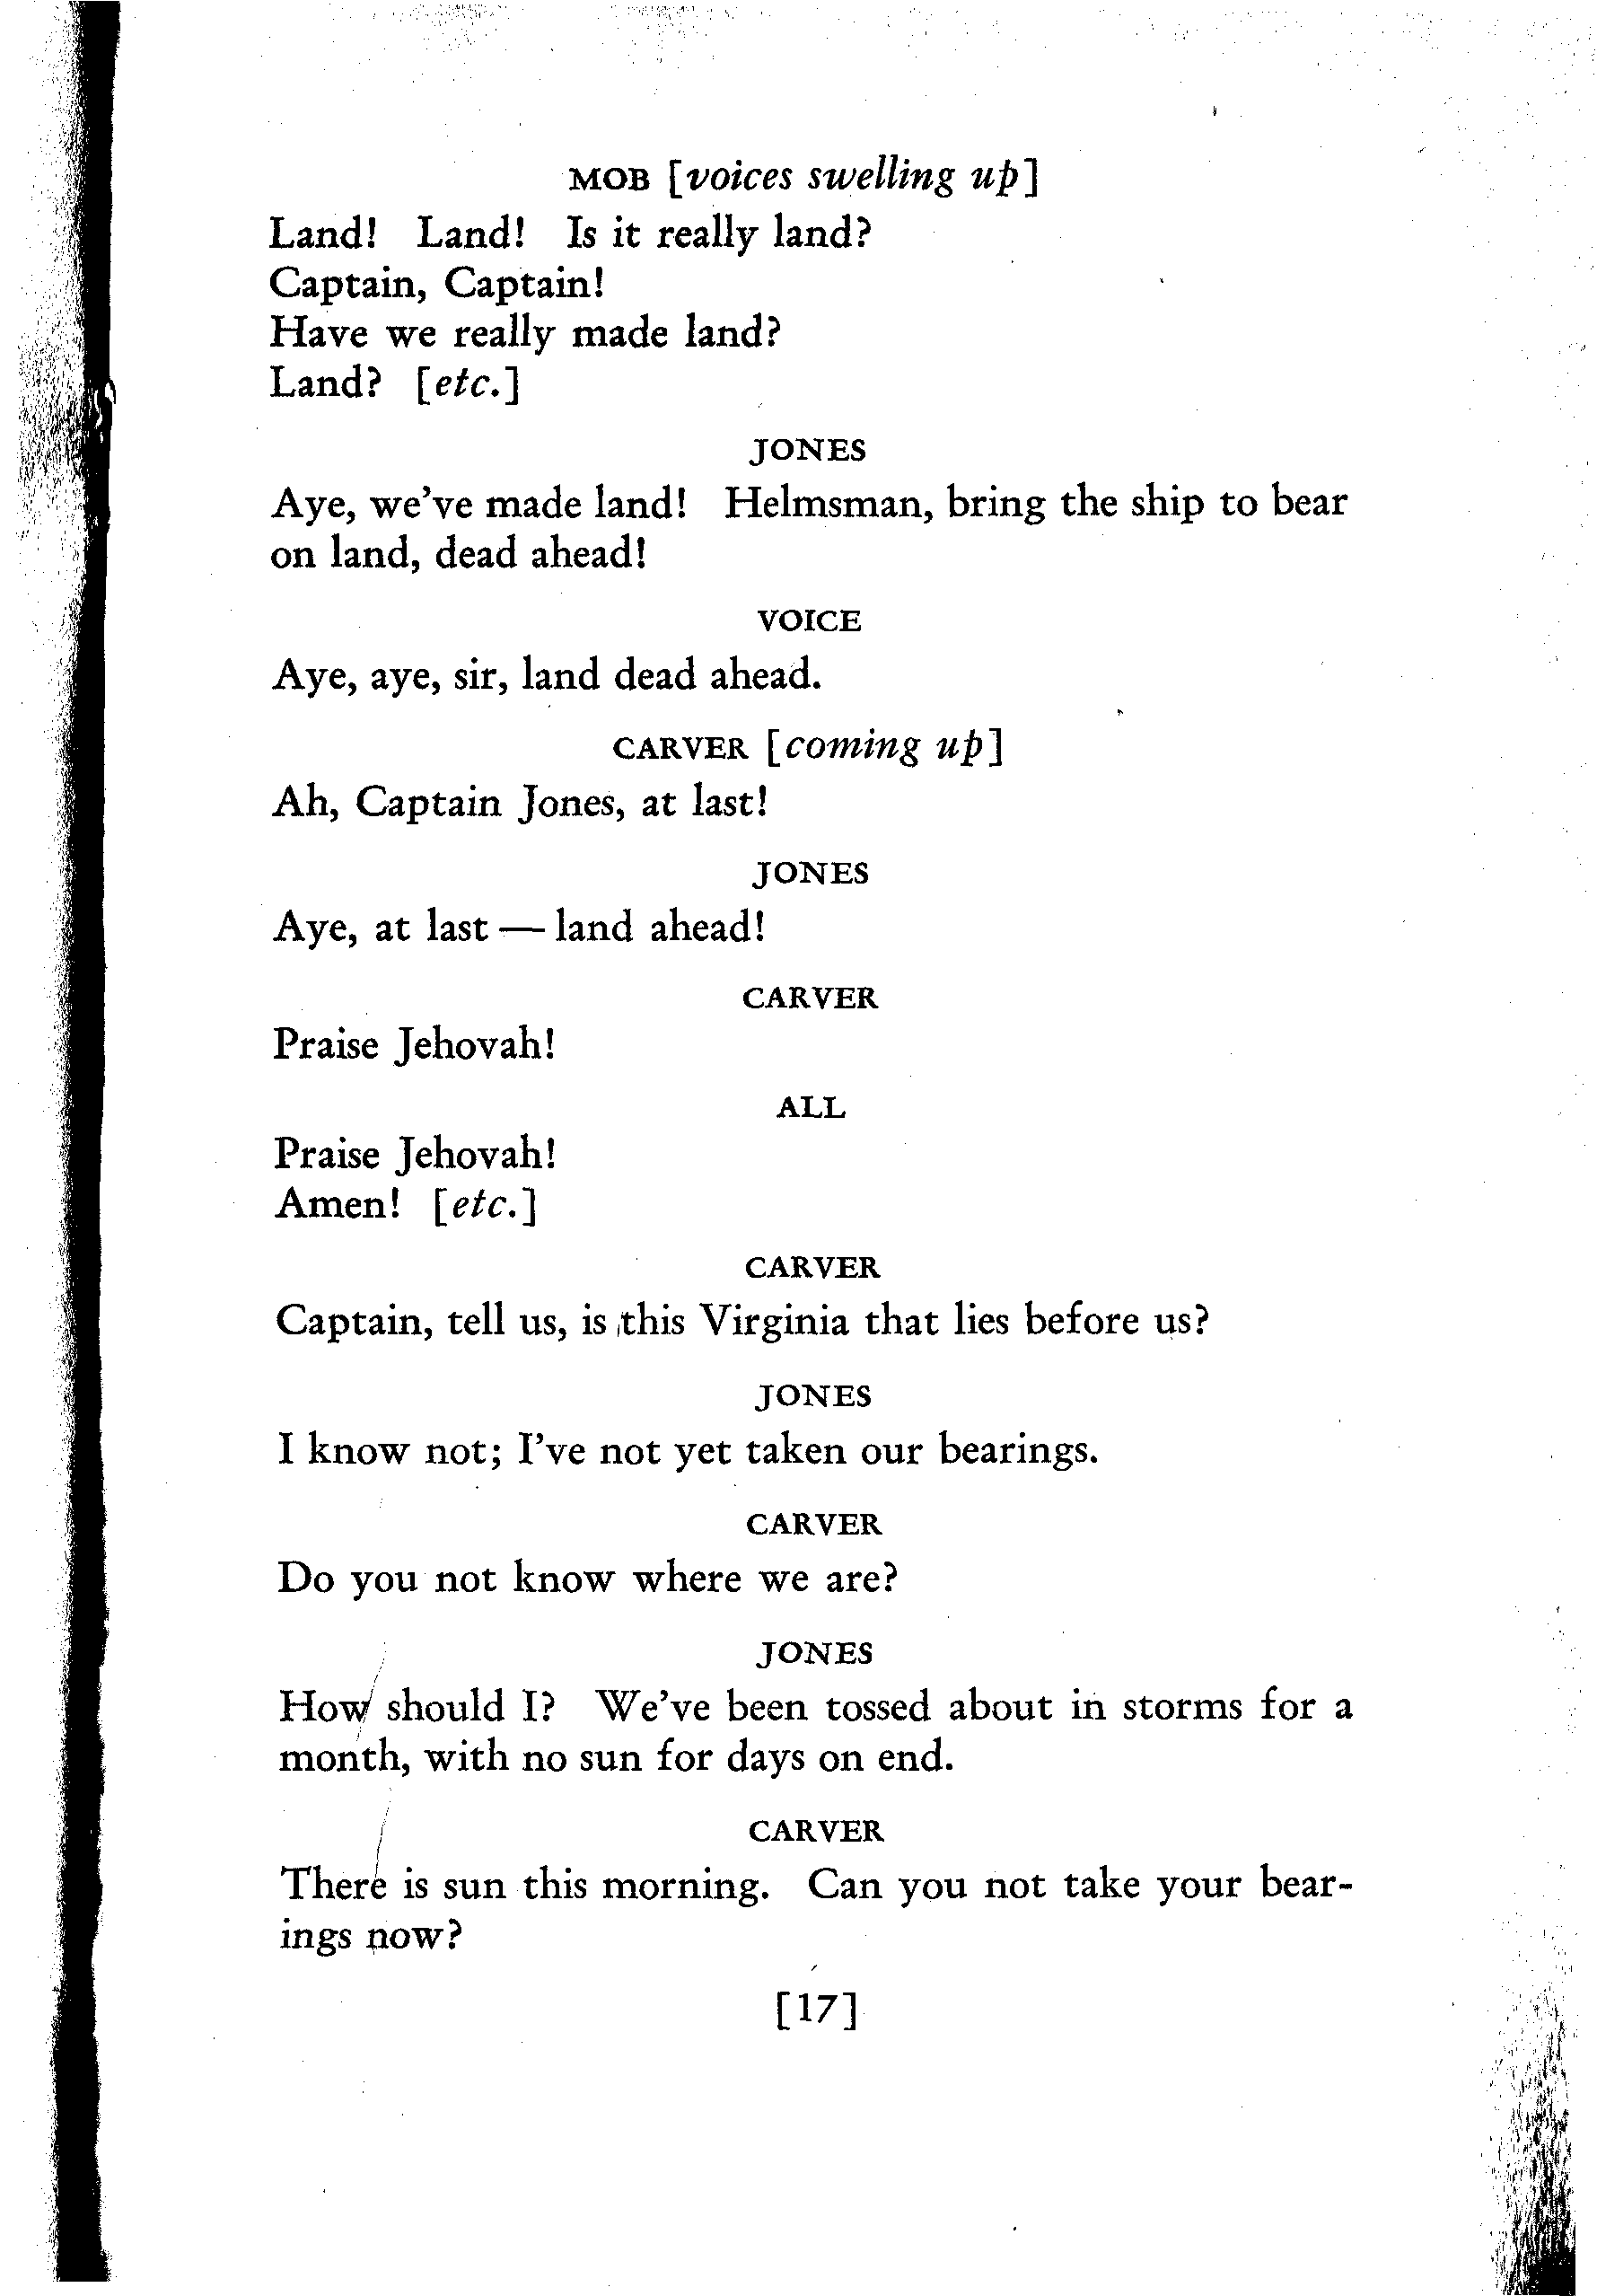 MOB [voices swelling up]
Land! Land! Is it really land?
Captain, Captain!
Have we really made land?
Land? [etc.]
JONES
Aye, we've made land! Helmsman, bring the ship to bear
on land, dead ahead!
VOICE
Aye, aye, sir, land dead ahead.
CARVER [coming up]
Ah, Captain Jones, at last!
JONES
Aye, at last — land ahead!
CARVER
Praise Jehovah!
ALL
Praise Jehovah!
Amen! [etc.]
CARVER
Captain, tell us, is this Virginia that lies before us?
JONES
I know not; I've not yet taken our bearings.
CARVER
Do you not know where we are?
JONES
How should I? We've been tossed about in storms for a
month, with no sun for days on end.
CARVER
There is sun this morning. Can you not take your bear-
ings now?
[17]